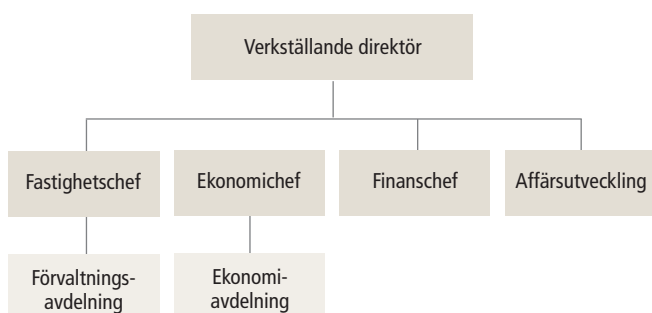 Verkställande direktör
Fastighetschef
Ekonomichef
Finanschef
Affärsutveckling
Förvaltnings-
avdelning
Ekonomi-
avdelning